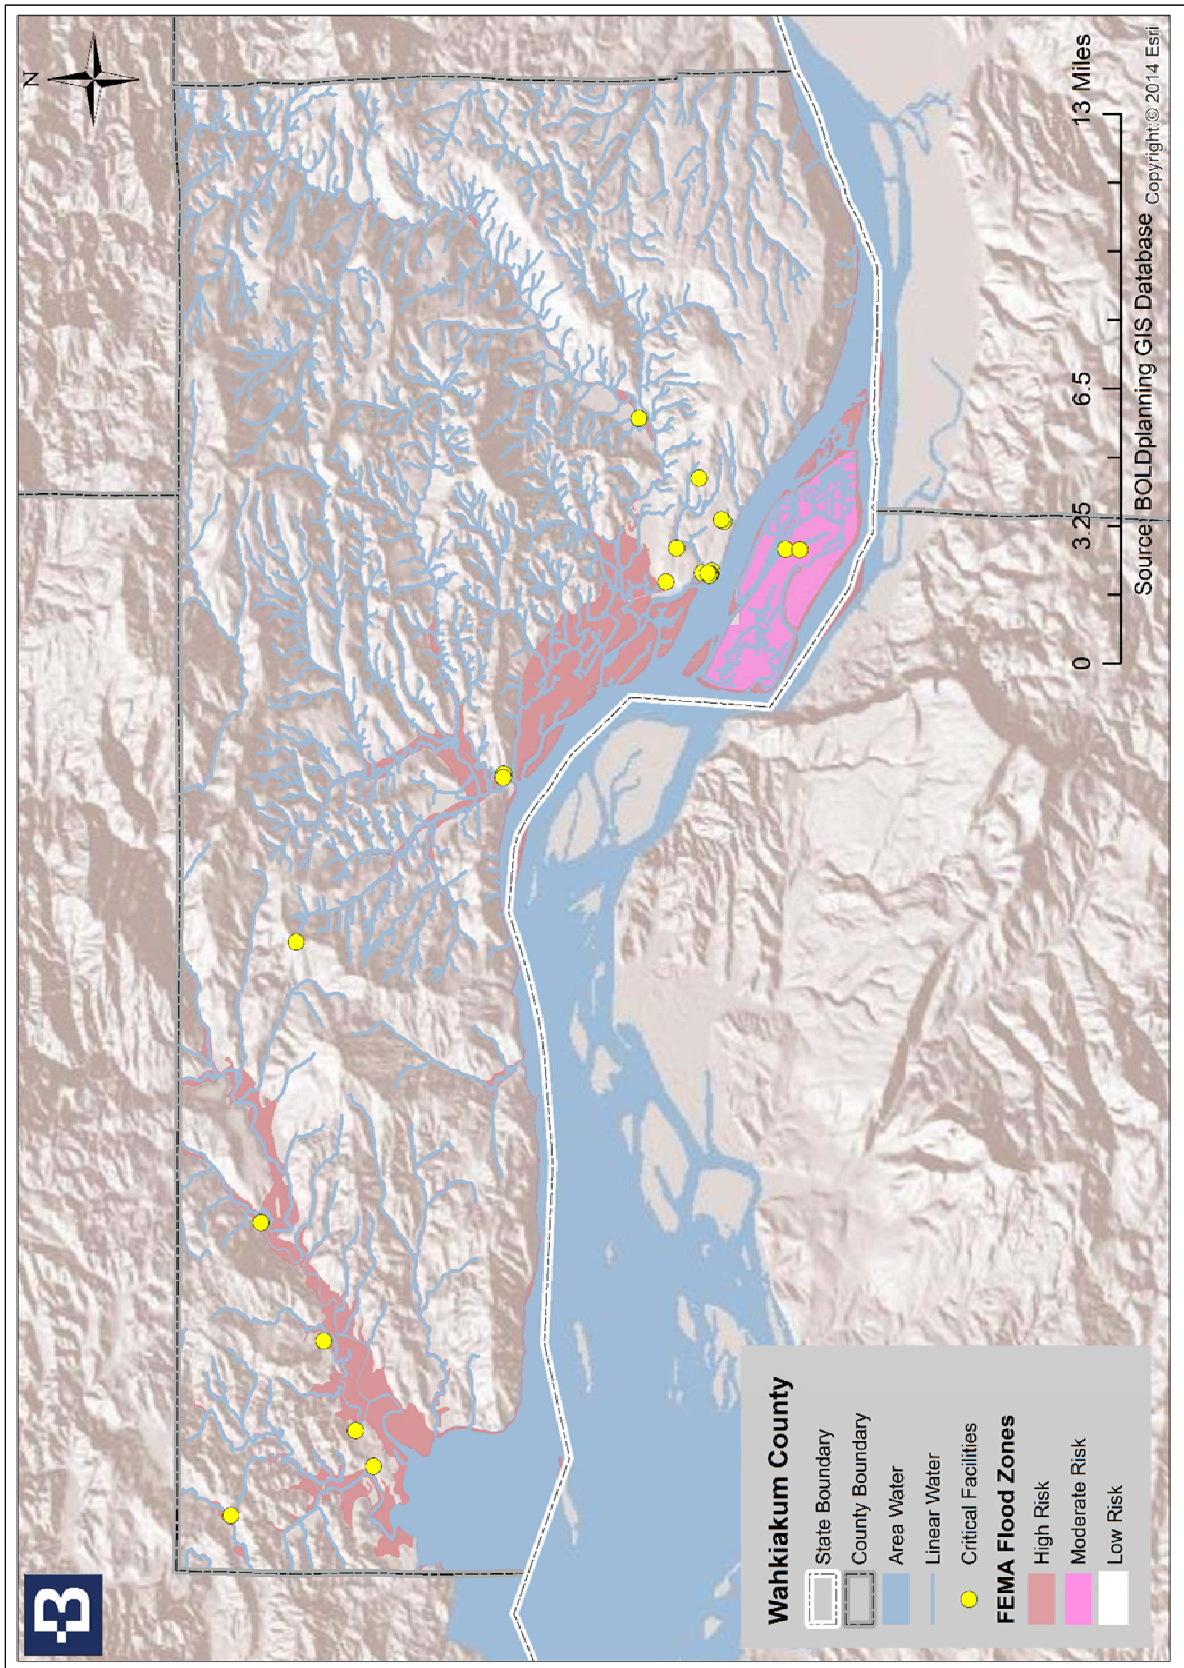 N
Wahkiakum County
State Boundary
County Boundary
Area Water
Linear Water
Critical Facilities
FEMA Flood Zones
High Risk
Moderate Risk
Low Risk
0 3.25 6.5 13 Miles
Source: BOLDplanning GIS Database
Copyright:© 2014 Esri
B